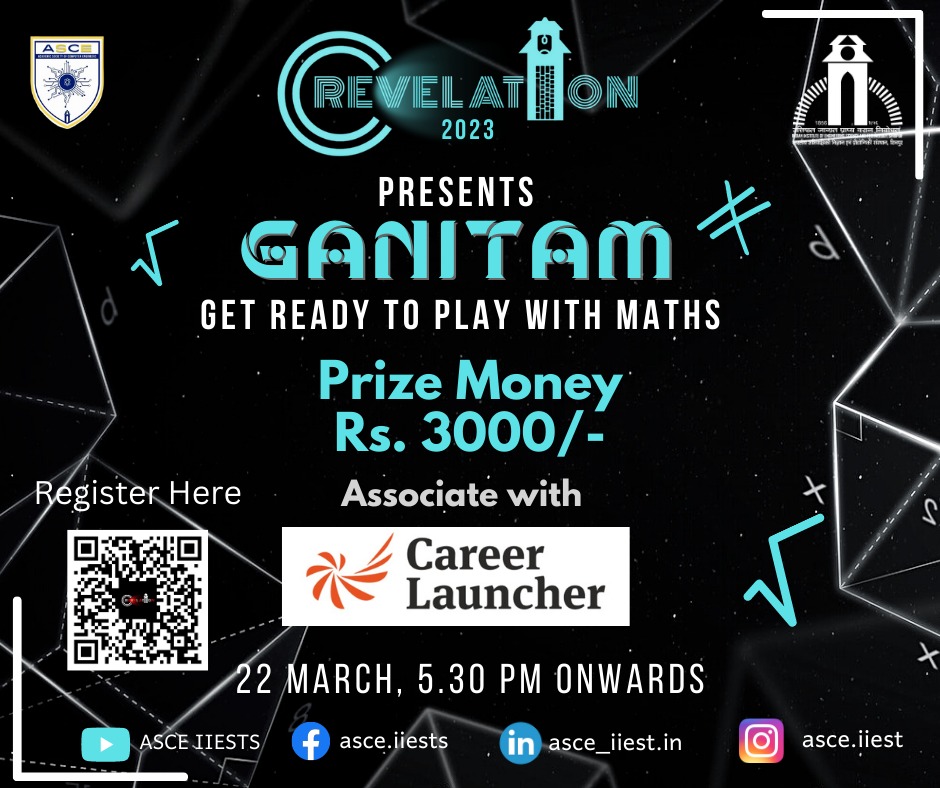 ASCE
REVELATION
2023
PRESENTS
GANITAM
GET READY TO PLAY WITH MATHS
Prize Money
Rs. 3000/-
Register Here
Associate with
Career
Launcher
22 MARCH, 5.30 PM ONWARDS
ASCE IIESTS
asce.iiests
in
asce_iiest.in
asce.iiest